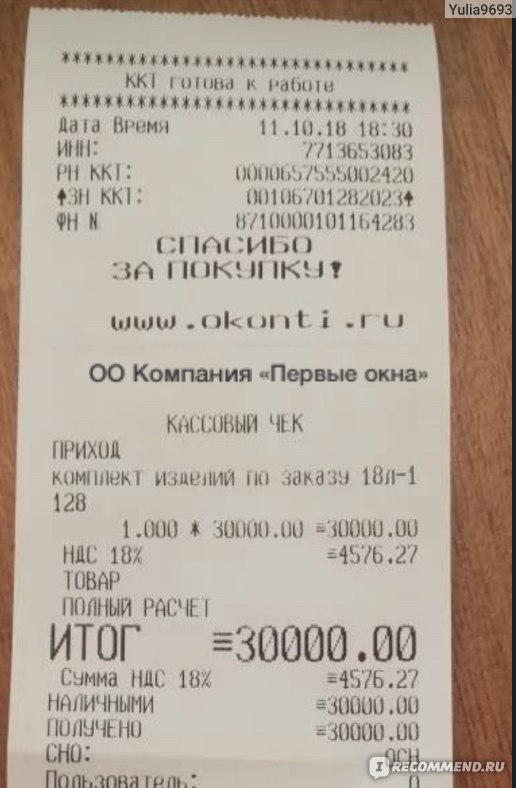 Yulia9693
********************************
ККТ готова к работе
*********************************
Дата Время 11.10.18 18:30
ИНН: 7713653083
РН ККТ: 0000657555002420
♠ЗН ККТ: 00106701282023♠
ФН № 8710000101164283
СПАСИБО
ЗА ПОКУПКУ!
www.okonti.ru
ОО Компания «Первые окна»
КАССОВЫЙ ЧЕК
ПРИХОД
комплект изделий по заказу 18л-1
128
1.000 * 30000.00 =30000.00
НДС 18% =4576.27
ТОВАР
ПОЛНЫЙ РАСЧЕТ
ИТОГ =30000.00
Сумма НДС 18% =4576.27
НАЛИЧНЫМИ =30000.00
ПОЛУЧЕНО =30000.00
СНО: ОСН
Пользователь: 0
IRECOMMEND.RU